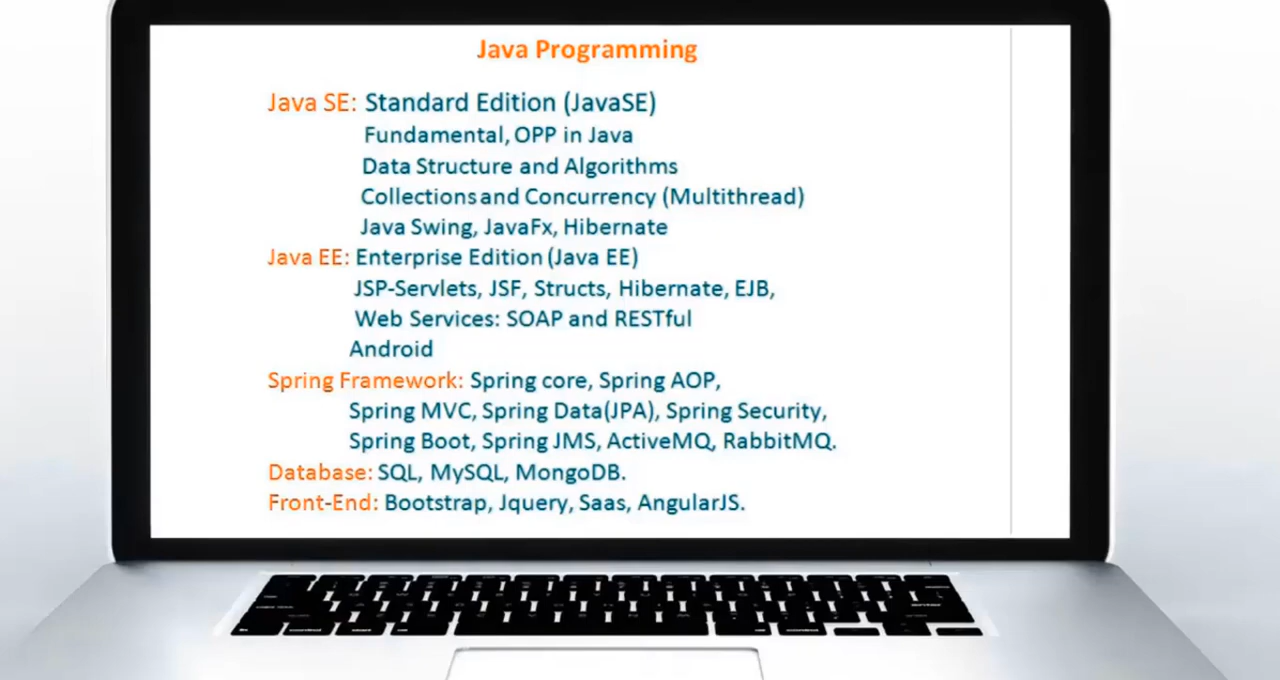 Java Programming
Java SE: Standard Edition (JavaSE)
Fundamental, OPP in Java
Data Structure and Algorithms
Collections and Concurrency (Multithread)
Java Swing, JavaFx, Hibernate
Java EE: Enterprise Edition (Java EE)
JSP-Servlets, JSF, Structs, Hibernate, EJB,
Web Services: SOAP and RESTful
Android
Spring Framework: Spring core, Spring AOP,
Spring MVC, Spring Data(JPA), Spring Security,
Spring Boot, Spring JMS, ActiveMQ, RabbitMQ.
Database: SQL, MySQL, MongoDB.
Front-End: Bootstrap, Jquery, Saas, AngularJS.